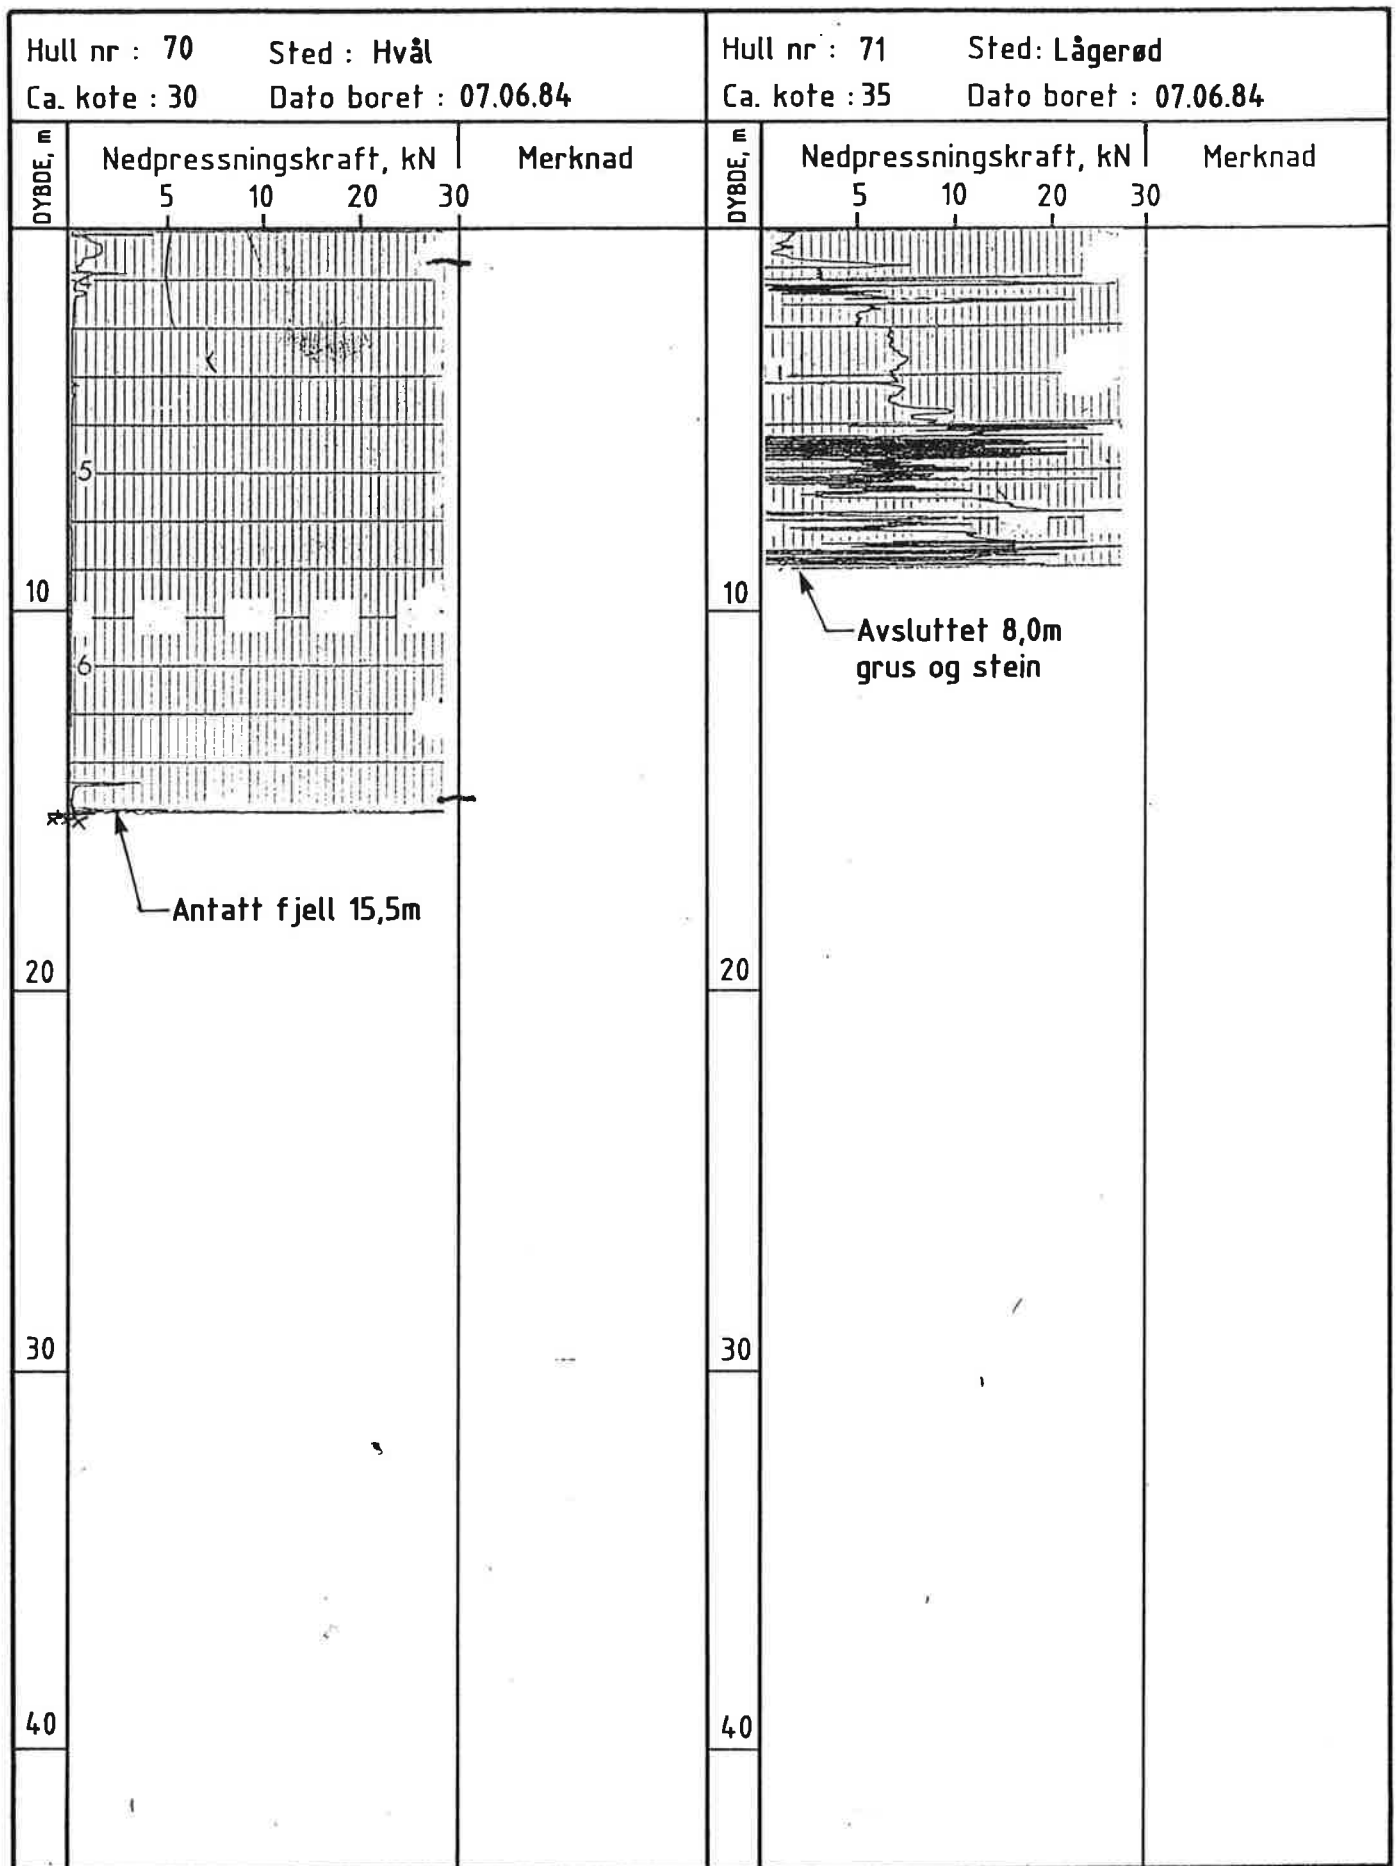 Hull nr : 70 Sted : Hvål
Ca. kote : 30 Dato boret : 07.06.84
DYBDE, m
Nedpressningskraft, kN
Merknad
5 10 20 30
5
10
6
Antatt fjell 15,5m
20
30
40
Hull nr : 71 Sted: Lågerød
Ca. kote : 35 Dato boret : 07.06.84
DYBDE, m
Nedpressningskraft, kN
Merknad
5 10 20 30
10
Avsluttet 8,0m
grus og stein
20
30
40